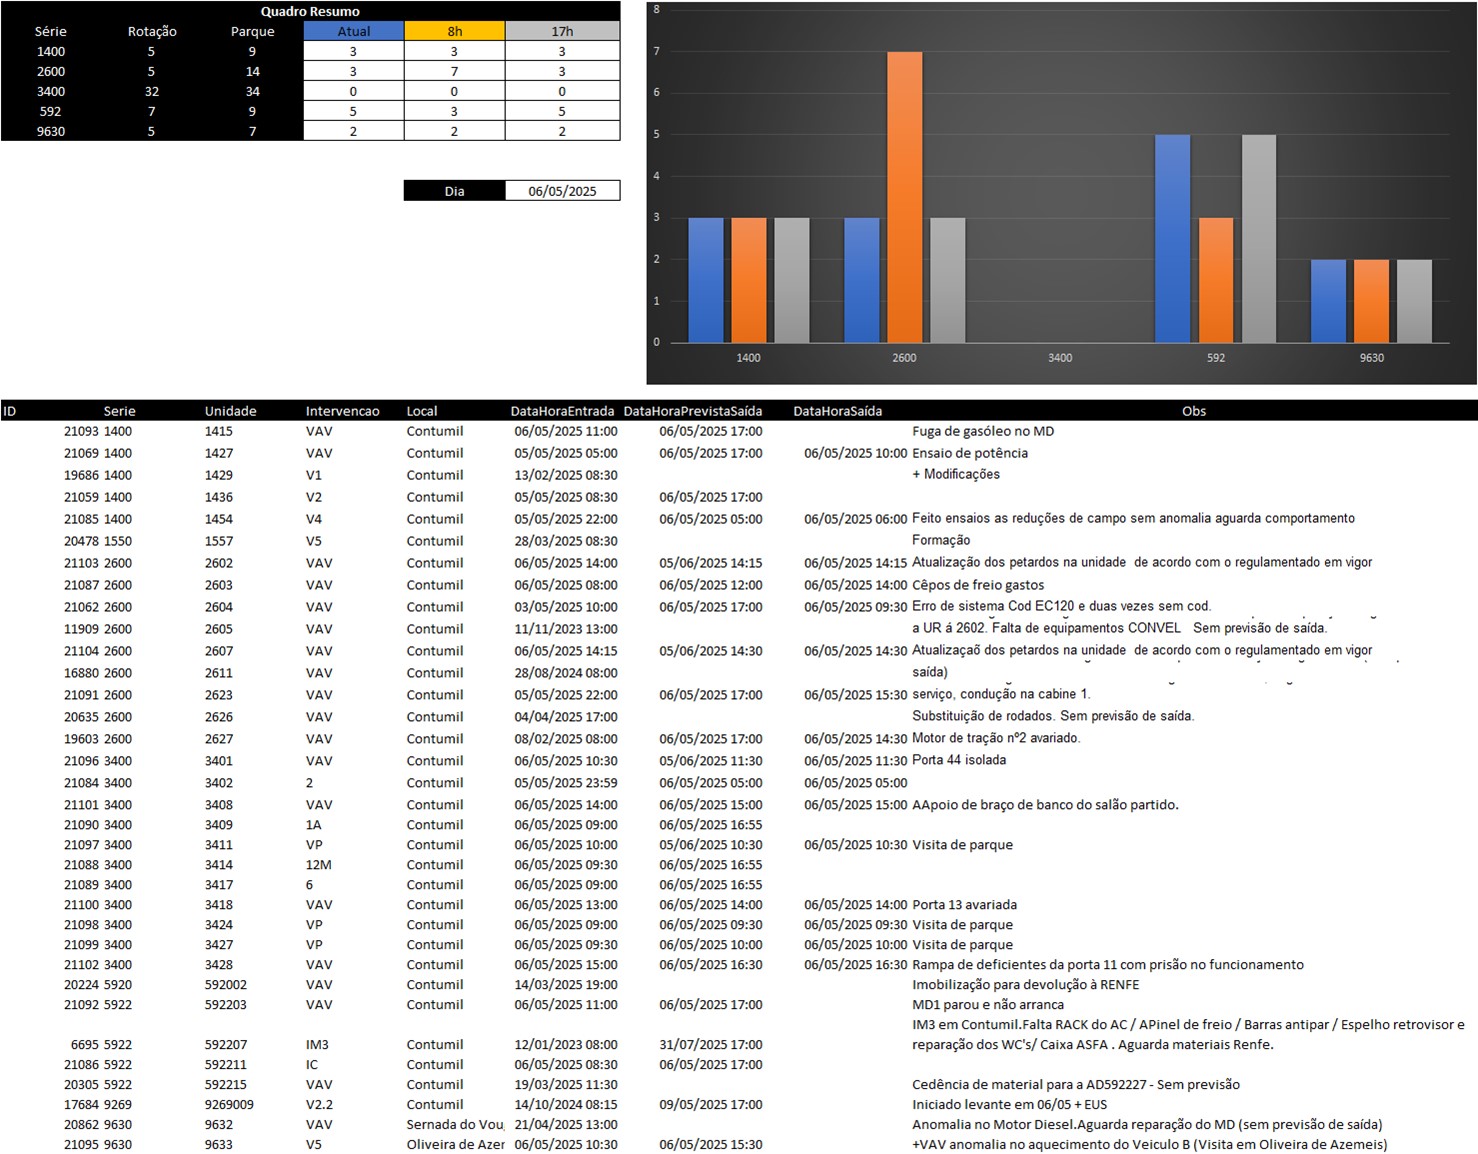 Quadro Resumo
Série Rotação Parque Atual 8h 17h
1400 5 9 3 3 3
2600 5 14 3 7 3
3400 32 34 0 0 0
592 7 9 5 3 5
9630 5 7 2 2 2
Dia 06/05/2025
8
7
6
5
4
3
2
1
0
1400 2600 3400 592 9630
ID Serie Unidade Intervencao Local DataHoraEntrada DataHoraPrevistaSaída DataHoraSaída Obs
21093 1400 1415 VAV Contumil 06/05/2025 11:00 06/05/2025 17:00 Fuga de gasóleo no MD
21069 1400 1427 VAV Contumil 05/05/2025 05:00 06/05/2025 17:00 06/05/2025 10:00 Ensaio de potência
19686 1400 1429 V1 Contumil 13/02/2025 08:30 + Modificações
21059 1400 1436 V2 Contumil 05/05/2025 08:30 06/05/2025 17:00
21085 1400 1454 V4 Contumil 05/05/2025 22:00 06/05/2025 05:00 06/05/2025 06:00 Feito ensaios as reduções de campo sem anomalia aguarda comportamento
20478 1550 1557 V5 Contumil 28/03/2025 08:30 Formação
21103 2600 2602 VAV Contumil 06/05/2025 14:00 05/06/2025 14:15 06/05/2025 14:15 Atualização dos petardos na unidade de acordo com o regulamentado em vigor
21087 2600 2603 VAV Contumil 06/05/2025 08:00 06/05/2025 12:00 06/05/2025 14:00 Cêpos de freio gastos
21062 2600 2604 VAV Contumil 03/05/2025 10:00 06/05/2025 17:00 06/05/2025 09:30 Erro de sistema Cod EC120 e duas vezes sem cod.
11909 2600 2605 VAV Contumil 11/11/2023 13:00 a UR á 2602. Falta de equipamentos CONVEL Sem previsão de saída.
21104 2600 2607 VAV Contumil 06/05/2025 14:15 05/06/2025 14:30 06/05/2025 14:30 Atualizaçaõ dos petardos na unidade de acordo com o regulamentado em vigor
16880 2600 2611 VAV Contumil 28/08/2024 08:00 saída)
21091 2600 2623 VAV Contumil 05/05/2025 22:00 06/05/2025 17:00 06/05/2025 15:30 serviço, condução na cabine 1.
20635 2600 2626 VAV Contumil 04/04/2025 17:00 Substituição de rodados. Sem previsão de saída.
19603 2600 2627 VAV Contumil 08/02/2025 08:00 06/05/2025 17:00 06/05/2025 14:30 Motor de tração nº2 avariado.
21096 3400 3401 VAV Contumil 06/05/2025 10:30 05/06/2025 11:30 06/05/2025 11:30 Porta 44 isolada
21084 3400 3402 2 Contumil 05/05/2025 23:59 06/05/2025 05:00 06/05/2025 05:00
21101 3400 3408 VAV Contumil 06/05/2025 14:00 06/05/2025 15:00 06/05/2025 15:00 AApoio de braço de banco do salão partido.
21090 3400 3409 1A Contumil 06/05/2025 09:00 06/05/2025 16:55
21097 3400 3411 VP Contumil 06/05/2025 10:00 05/06/2025 10:30 06/05/2025 10:30 Visita de parque
21088 3400 3414 12M Contumil 06/05/2025 09:30 06/05/2025 16:55
21089 3400 3417 6 Contumil 06/05/2025 09:00 06/05/2025 16:55
21100 3400 3418 VAV Contumil 06/05/2025 13:00 06/05/2025 14:00 06/05/2025 14:00 Porta 13 avariada
21098 3400 3424 VP Contumil 06/05/2025 09:00 06/05/2025 09:30 06/05/2025 09:30 Visita de parque
21099 3400 3427 VP Contumil 06/05/2025 09:30 06/05/2025 10:00 06/05/2025 10:00 Visita de parque
21102 3400 3428 VAV Contumil 06/05/2025 15:00 06/05/2025 16:30 06/05/2025 16:30 Rampa de deficientes da porta 11 com prisão no funcionamento
20224 5920 592002 VAV Contumil 14/03/2025 19:00 Imobilização para devolução à RENFE
21092 5922 592203 VAV Contumil 06/05/2025 11:00 06/05/2025 17:00 MD1 parou e não arranca
IM3 em Contumil.Falta RACK do AC / APinel de freio / Barras antipar / Espelho retrovisor e
6695 5922 592207 IM3 Contumil 12/01/2023 08:00 31/07/2025 17:00 reparação dos WC's/ Caixa ASFA . Aguarda materiais Renfe.
21086 5922 592211 IC Contumil 06/05/2025 08:30 06/05/2025 17:00
20305 5922 592215 VAV Contumil 19/03/2025 11:30 Cedência de material para a AD592227 - Sem previsão
17684 9269 9269009 V2.2 Contumil 14/10/2024 08:15 09/05/2025 17:00 Iniciado levante em 06/05 + EUS
20862 9630 9632 VAV Sernada do Vou 21/04/2025 13:00 Anomalia no Motor Diesel.Aguarda reparação do MD (sem previsão de saída)
21095 9630 9633 V5 Oliveira de Azer 06/05/2025 10:30 06/05/2025 15:30 +VAV anomalia no aquecimento do Veiculo B (Visita em Oliveira de Azemeis)